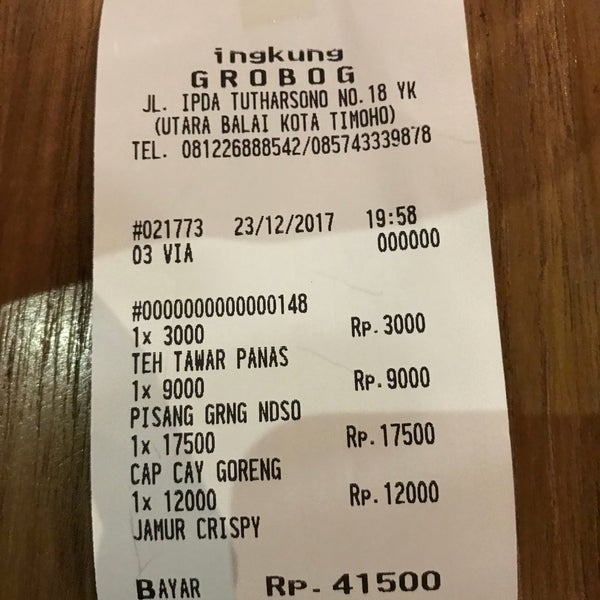 ingkung
GROBOG
JL. IPDA TUTHARSONO NO.18 YK
(UTARA BALAI KOTA TIMOHO)
TEL. 081226888542/085743339878
#021773 23/12/2017 19:58
03 VIA 000000
#0000000000000148
1x 3000 Rp.3000
TEH TAWAR PANAS
1x 9000 Rp.9000
PISANG GRNG NDSO
1x 17500 Rp.17500
CAP CAY GORENG
1x 12000 Rp.12000
JAMUR CRISPY
BAYAR Rp. 41500